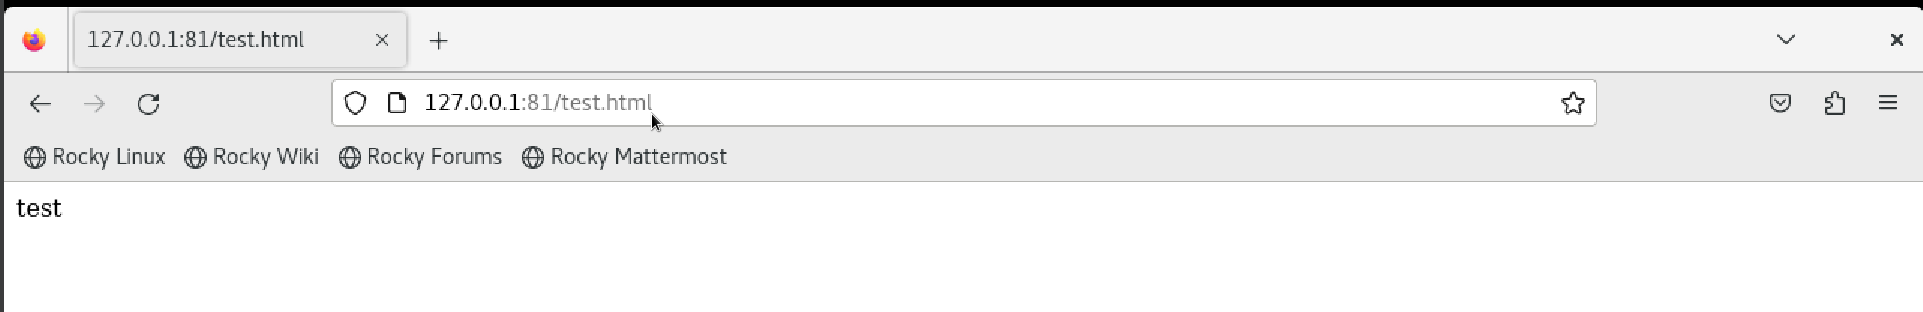 127.0.0.1:81/test.html
127.0.0.1:81/test.html
Rocky Linux Rocky Wiki Rocky Forums Rocky Mattermost
test